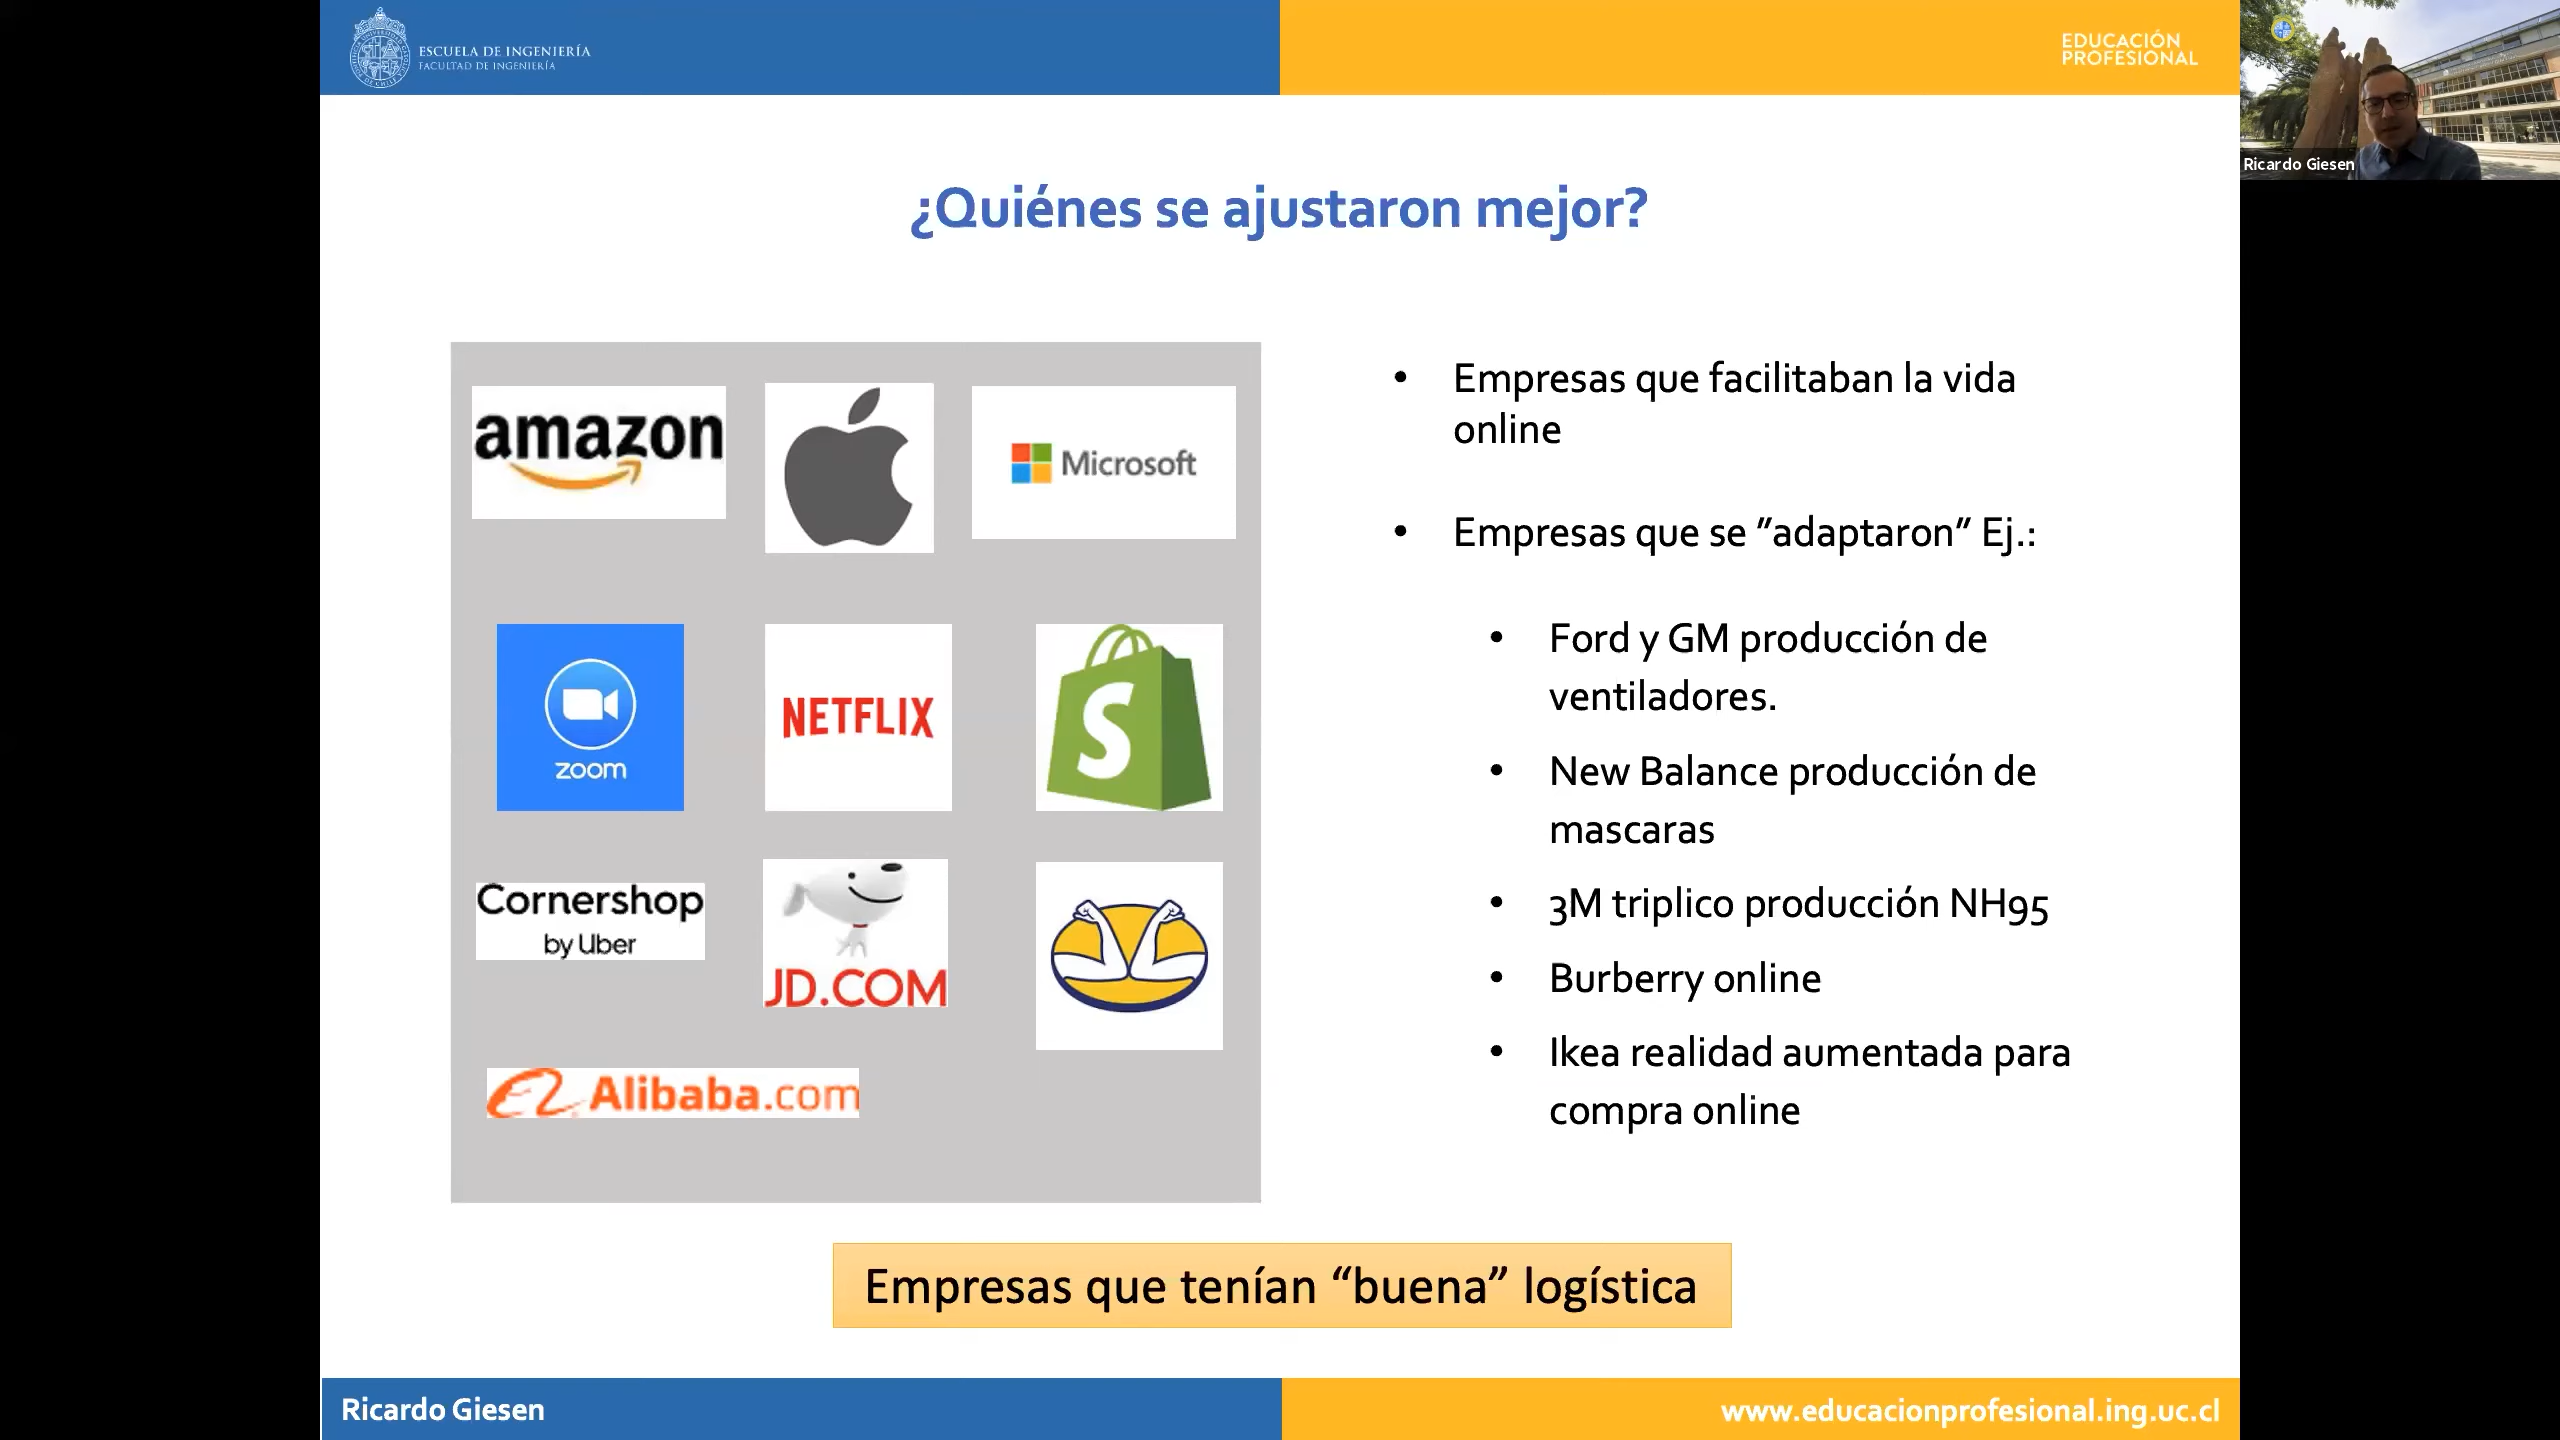 ESCUELA DE INGENIERÍA
FACULTAD DE INGENIERÍA
EDUCACIÓN
PROFESIONAL
Ricardo Giesen
¿Quiénes se ajustaron mejor?
amazon
Microsoft
zoom
NETFLIX
S
Cornershop
by Uber
JD.COM
Alibaba.com
• Empresas que facilitaban la vida
online
• Empresas que se ”adaptaron” Ej.:
• Ford y GM producción de
ventiladores.
• New Balance producción de
mascaras
• 3M triplico producción NH95
• Burberry online
• Ikea realidad aumentada para
compra online
Empresas que tenían “buena” logística
Ricardo Giesen
www.educacionprofesional.ing.uc.cl